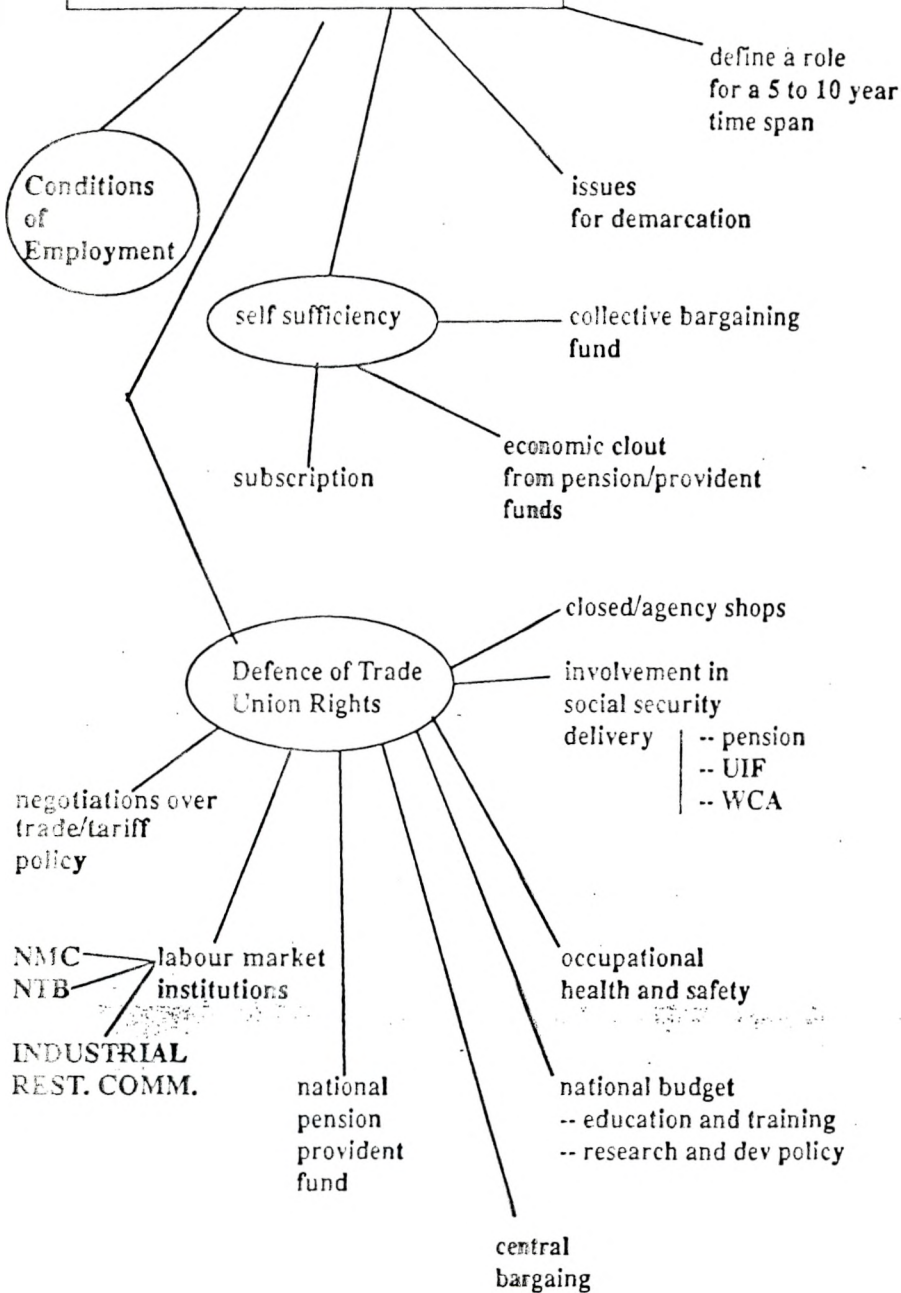 define a role
for a 5 to 10 year
time span
Conditions
of
Employment
issues
for demarcation
self sufficiency
collective bargaining
fund
subscription
economic clout
from pension/provident
funds
closed/agency shops
Defence of Trade
Union Rights
involvement in
social security
delivery
-- pension
-- UIF
-- WCA
negotiations over
trade/tariff
policy
NMC
NTB
labour market
institutions
INDUSTRIAL
REST. COMM.
occupational
health and safety
national
pension
provident
fund
national budget
-- education and training
-- research and dev policy
central
bargaing